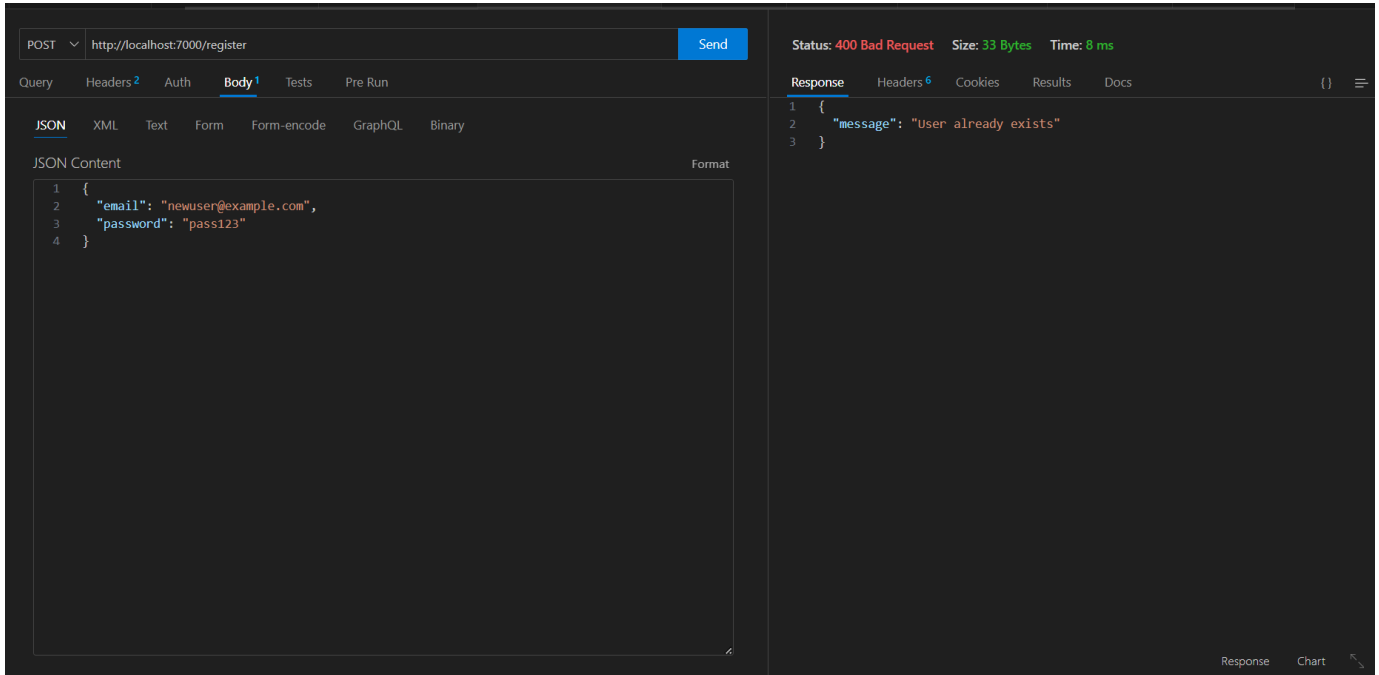 POST http://localhost:7000/register Send
Query Headers 2 Auth Body 1 Tests Pre Run
JSON XML Text Form Form-encode GraphQL Binary
JSON Content Format
1 {
2 "email": "newuser@example.com",
3 "password": "pass123"
4 }
Status: 400 Bad Request Size: 33 Bytes Time: 8 ms
Response Headers 6 Cookies Results Docs { }
1 {
2 "message": "User already exists"
3 }
Response Chart